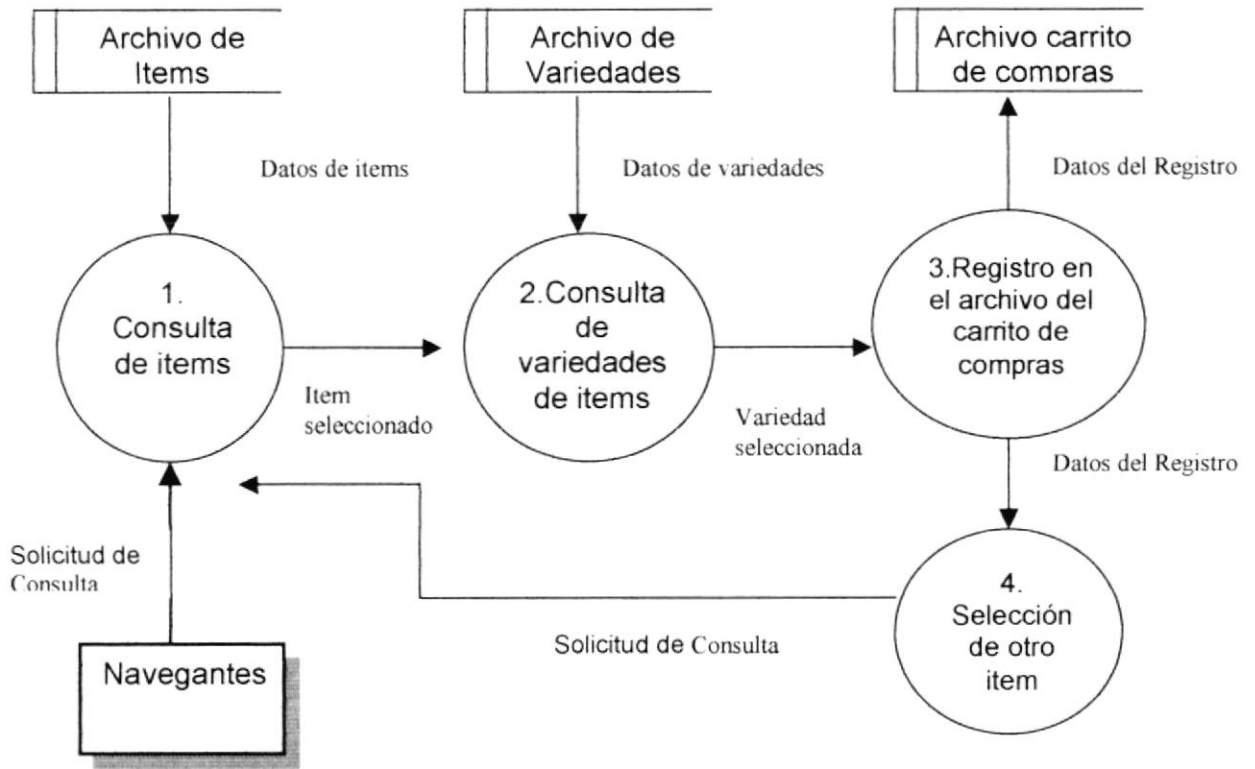 Archivo de
Items
Archivo de
Variedades
Archivo carrito
de compras
Datos de items
Datos de variedades
Datos del Registro
1.
Consulta
de items
2.Consulta
de
variedades
de items
3.Registro en
el archivo del
carrito de
compras
Item
seleccionado
Variedad
seleccionada
Datos del Registro
Solicitud de
Consulta
4.
Selección
de otro
item
Solicitud de Consulta
Navegantes